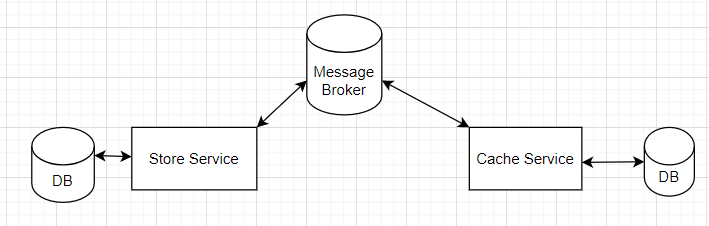 Message
Broker
Store Service
Cache Service
DB
DB